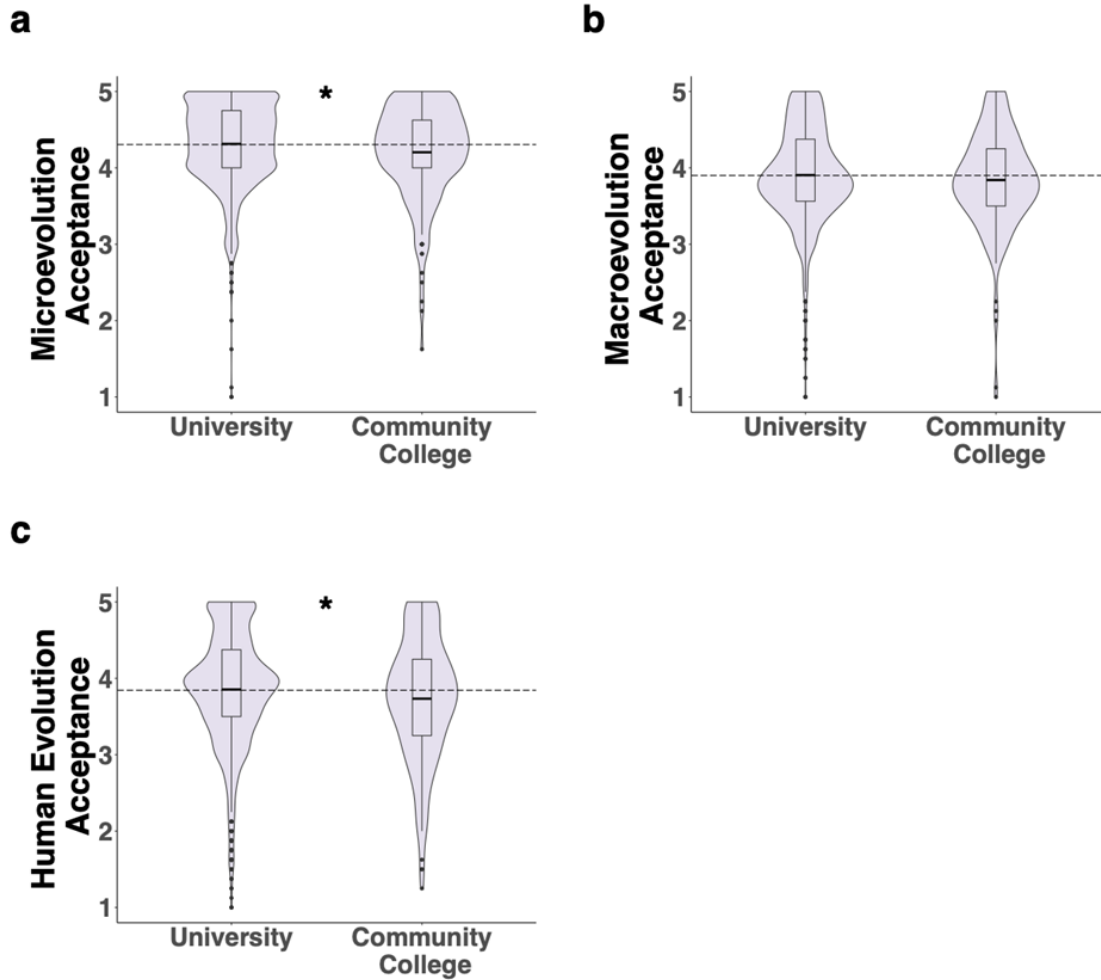 a
Microevolution
Acceptance
5
4
3
2
1
*
University
Community
College
b
Macroevolution
Acceptance
5
4
3
2
1
University
Community
College
c
Human Evolution
Acceptance
5
4
3
2
1
*
University
Community
College